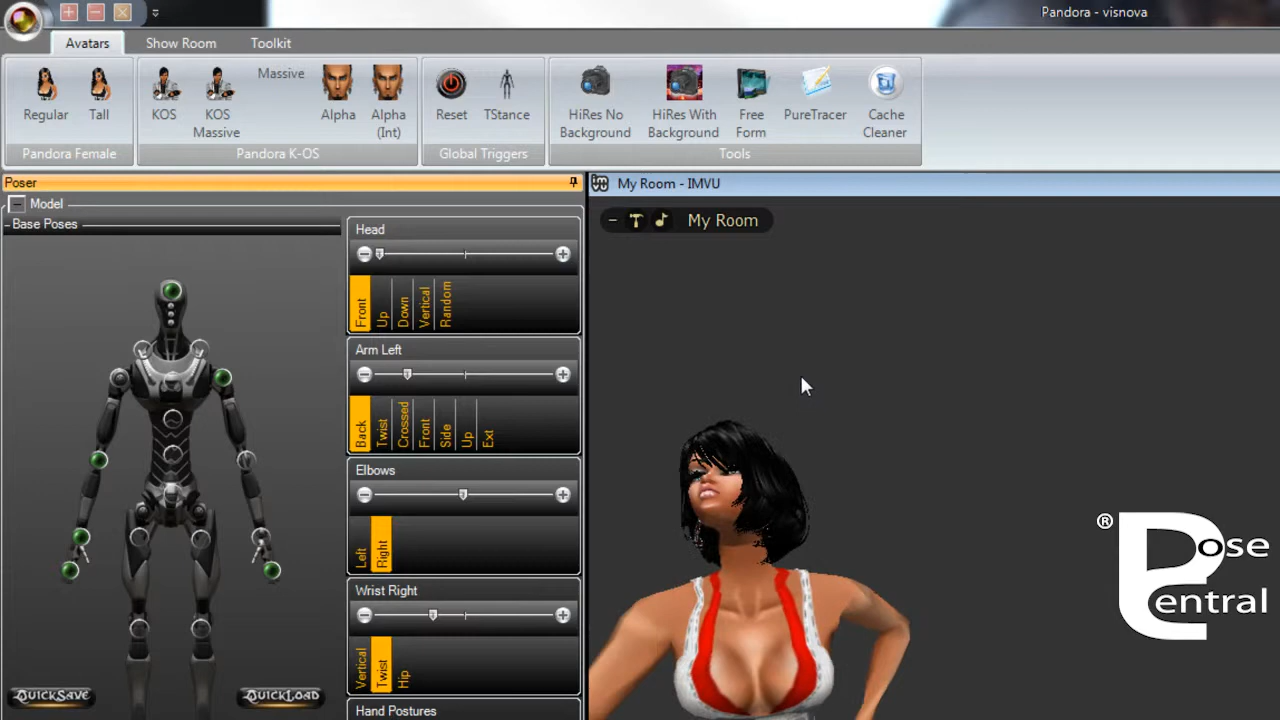 Pandora - visnova
Avatars
Show Room
Toolkit
Regular
Tall
Pandora Female
KOS
KOS Massive
Massive
Alpha
Alpha (Int)
Pandora K-OS
Reset
TStance
Global Triggers
HiRes No Background
HiRes With Background
Free Form
PureTracer
Cache Cleaner
Tools
Poser
Model
Base Poses
QUICKSAVE
QUICKLOAD
Head
Front
Up
Down
Vertical
Random
Arm Left
Back
Twist
Crossed
Front
Side
Up
Ext
Elbows
Left
Right
Wrist Right
Vertical
Twist
Hip
Hand Postures
My Room - IMVU
My Room
® Pose
Central